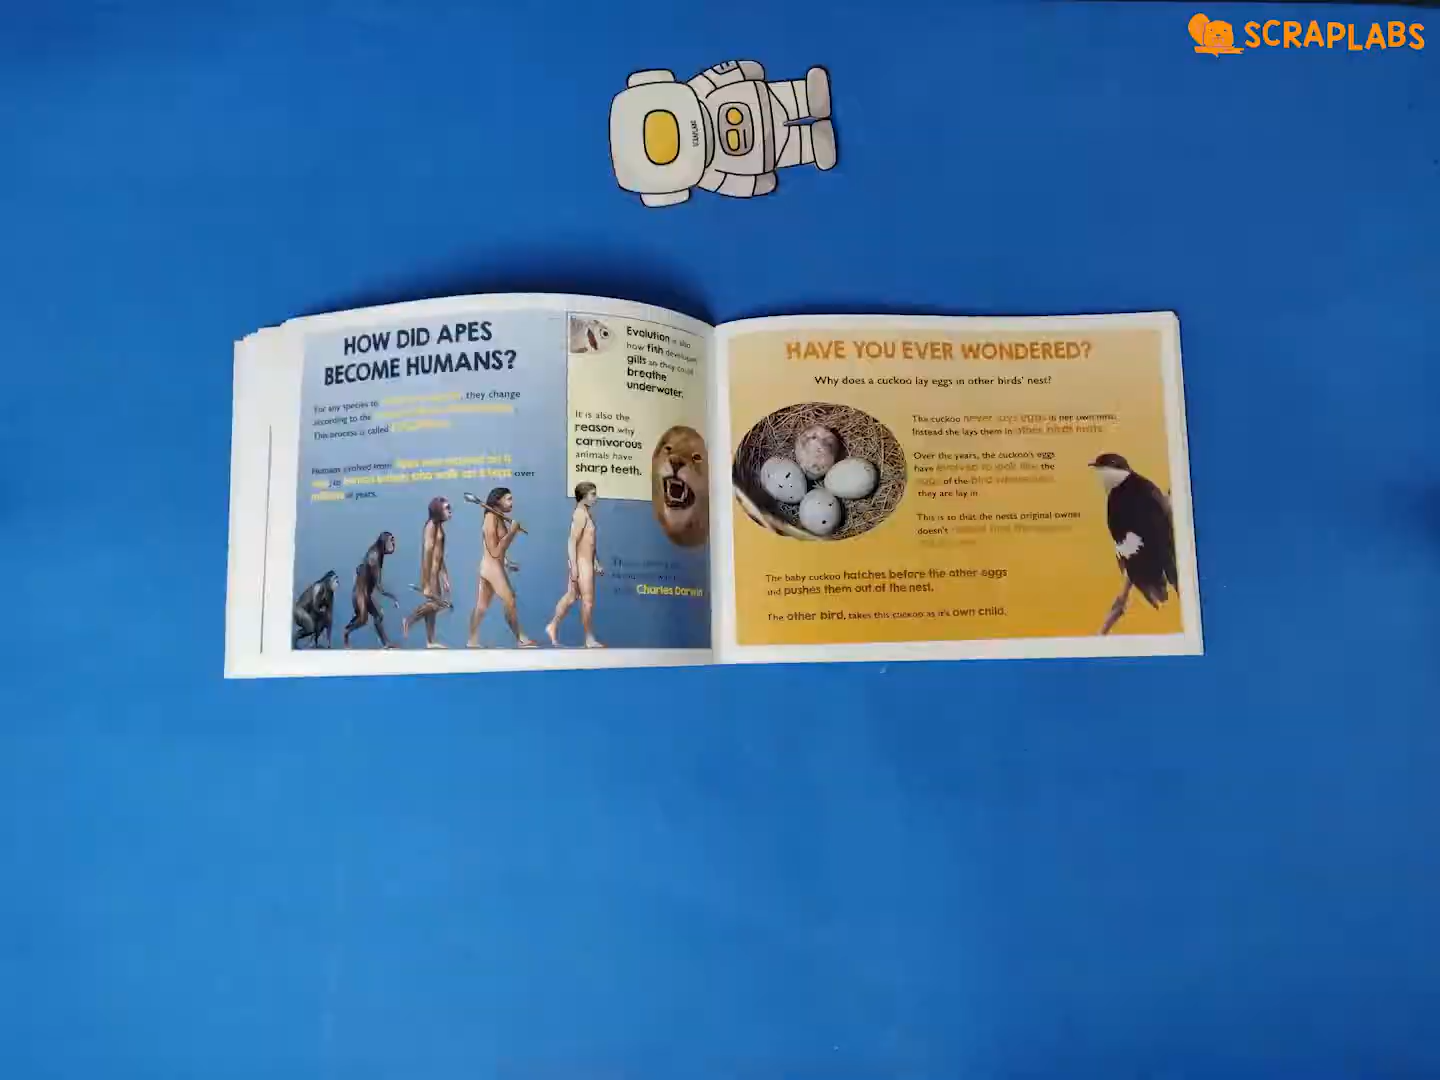 SCRAPLABS
HOW DID APES
BECOME HUMANS?
For any species to they change
according to the
This process is called
Humans evolved from
to over
millions of years.
Evolution is also
how fish developed
gills so they could
breathe
underwater.
It is also the
reason why
carnivorous
animals have
sharp teeth.
Charles Darwin
HAVE YOU EVER WONDERED?
Why does a cuckoo lay eggs in other birds' nest?
The cuckoo never lays eggs in her own nest.
Instead she lays them in other birds nests.
Over the years, the cuckoo's eggs
have evolved to look like the
eggs of the bird whose nest
they are lay in.
This is so that the nests original owner
doesn't
The baby cuckoo hatches before the other eggs
and pushes them out of the nest.
The other bird, takes this cuckoo as it's own child.